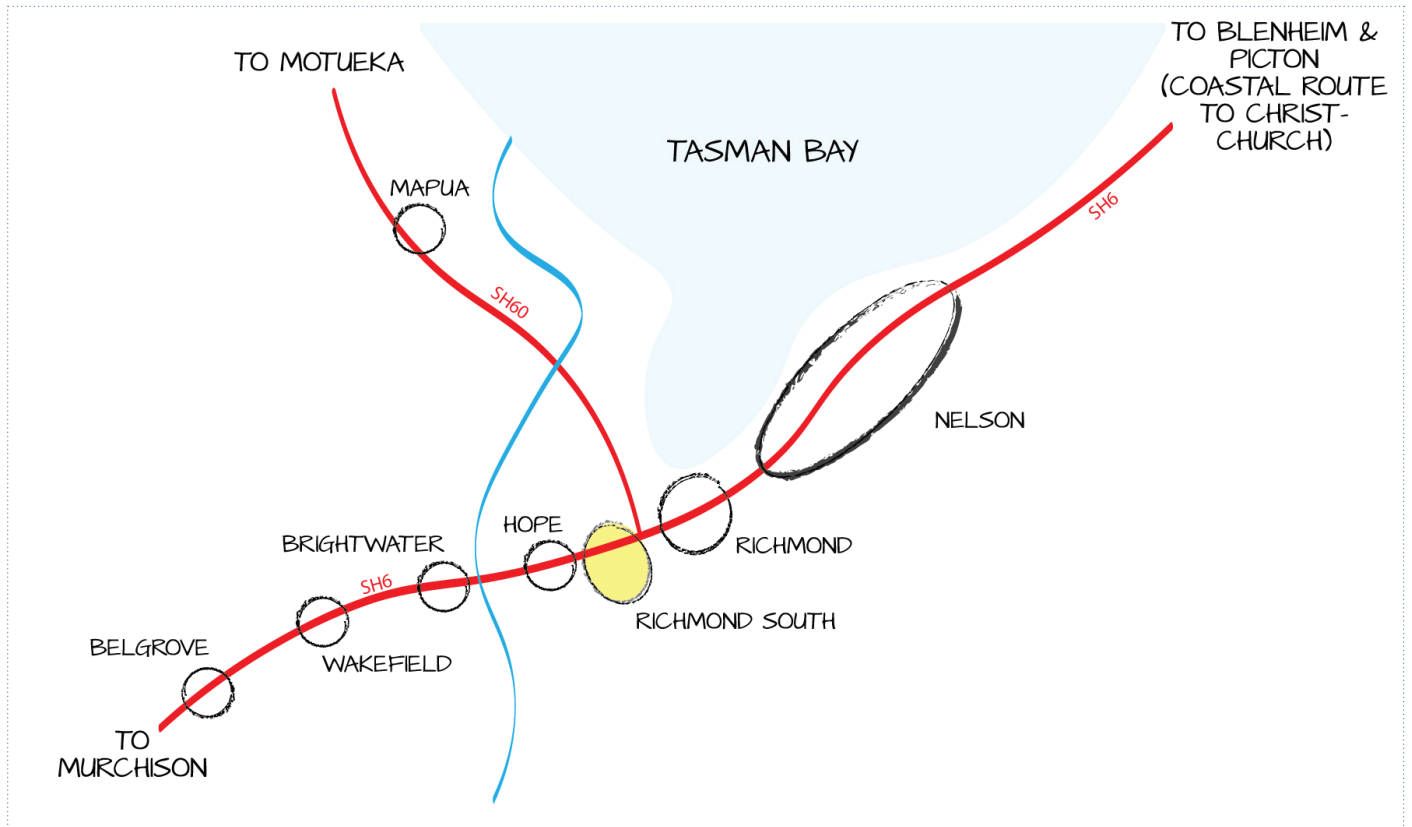 TO MOTUEKA
TO BLENHEIM &
PICTON
(COASTAL ROUTE
TO CHRIST-
CHURCH)
TASMAN BAY
MAPUA
SH6
SH60
NELSON
HOPE
BRIGHTWATER
RICHMOND
SH6
RICHMOND SOUTH
BELGROVE
WAKEFIELD
TO
MURCHISON